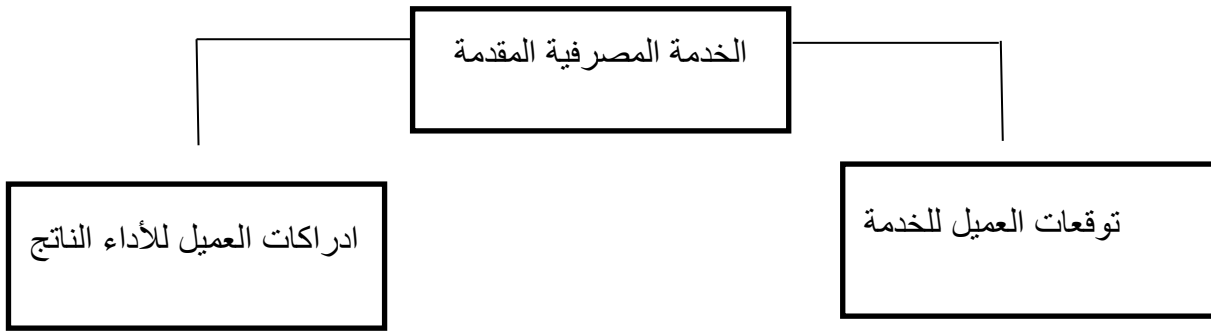 الخدمة المصرفية المقدمة
توقعات العميل للخدمة
ادراكات العميل للأداء الناتج